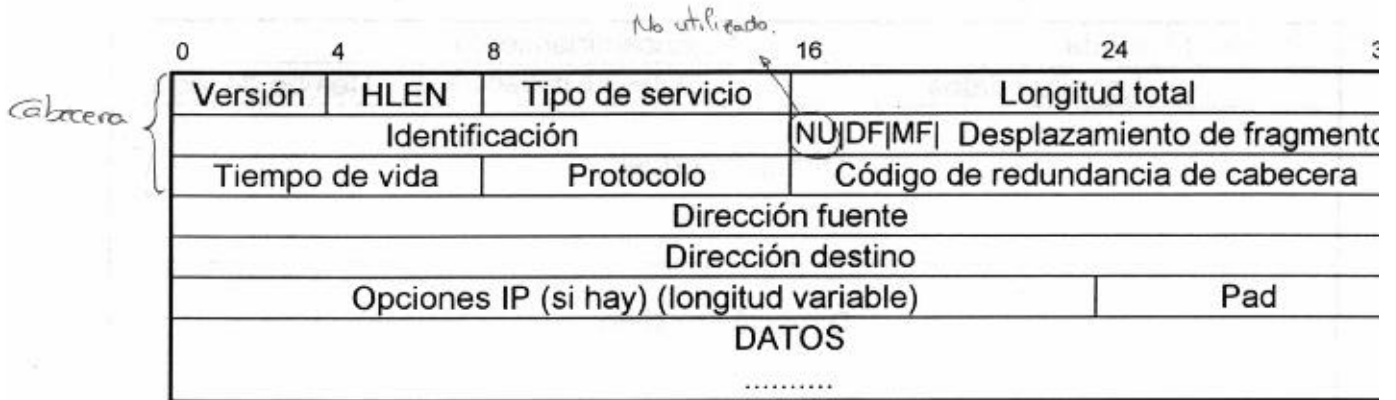 No utilizado.
0 4 8 16 24 3
Cabecera
Versión HLEN Tipo de servicio Longitud total
Identificación NU|DF|MF| Desplazamiento de fragmento
Tiempo de vida Protocolo Código de redundancia de cabecera
Dirección fuente
Dirección destino
Opciones IP (si hay) (longitud variable) Pad
DATOS
..........